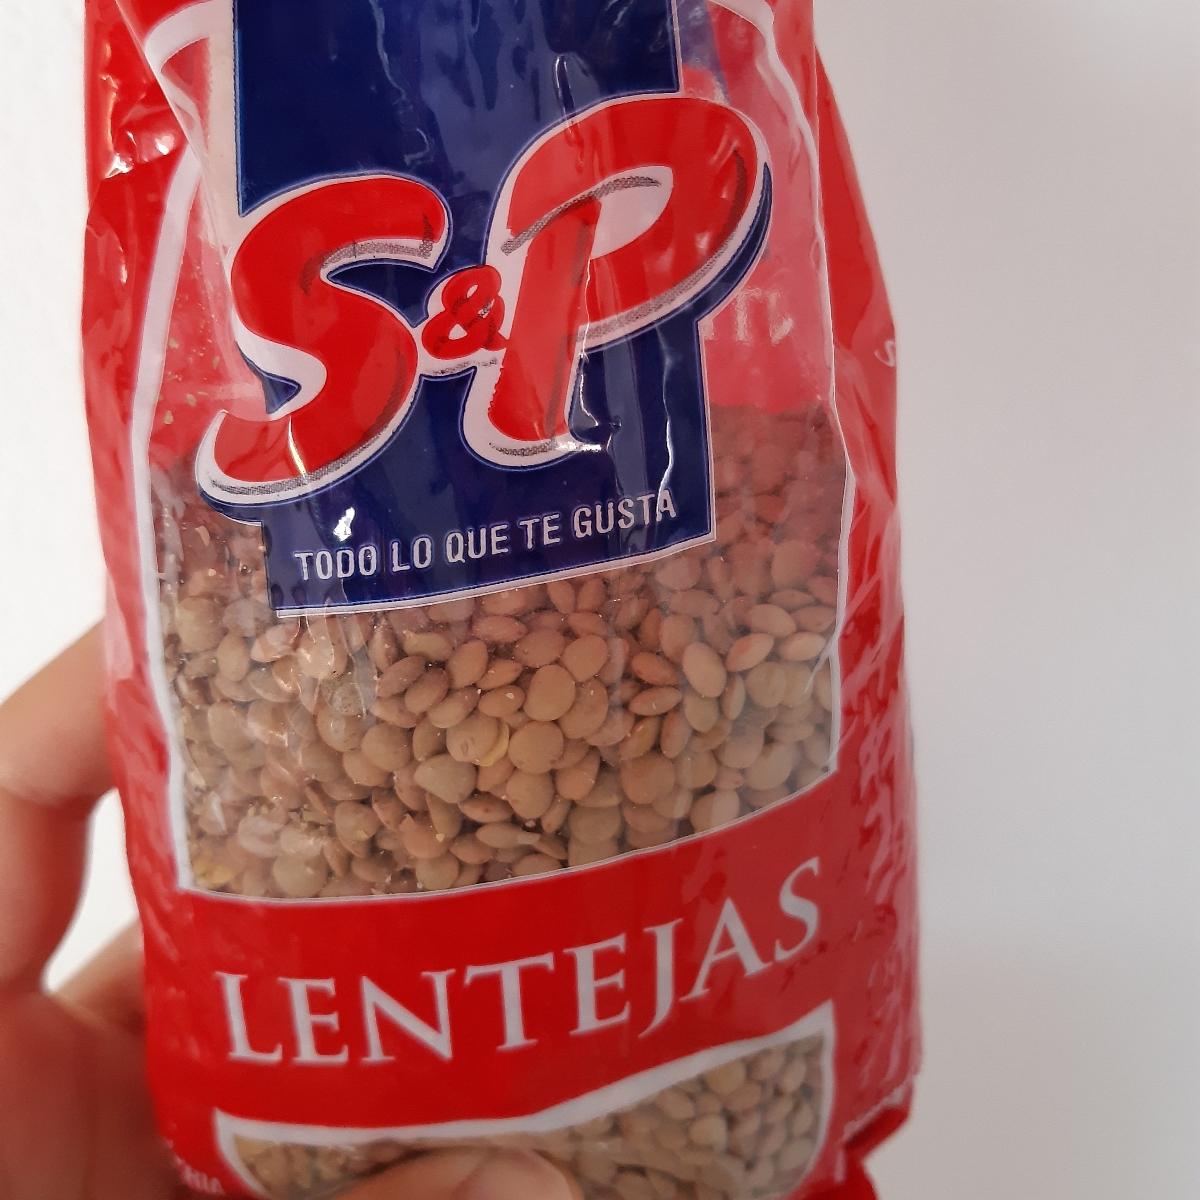 S&P
TODO LO QUE TE GUSTA
LENTEJAS